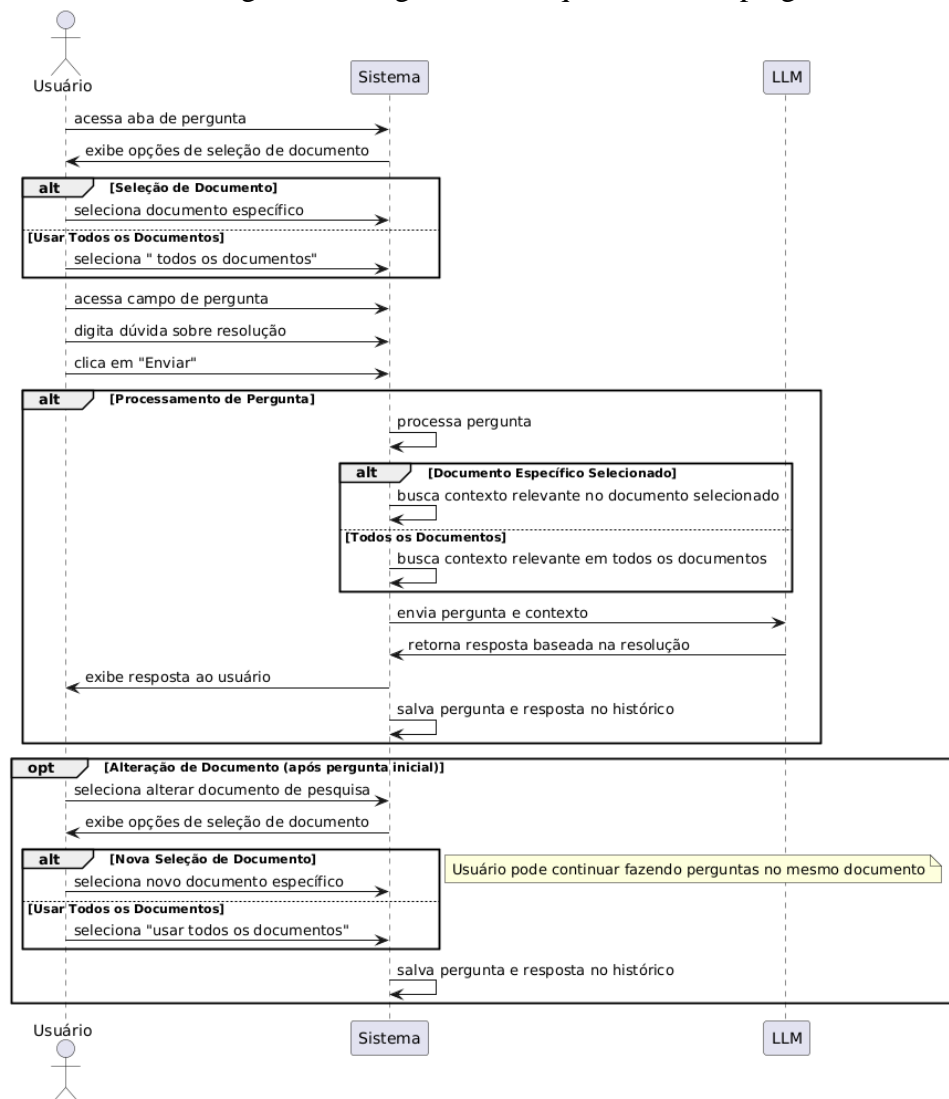 Usuário
Sistema
LLM
acessa aba de pergunta
exibe opções de seleção de documento
alt [Seleção de Documento]
seleciona documento específico
[Usar Todos os Documentos]
seleciona " todos os documentos"
acessa campo de pergunta
digita dúvida sobre resolução
clica em "Enviar"
alt [Processamento de Pergunta]
processa pergunta
alt [Documento Específico Selecionado]
busca contexto relevante no documento selecionado
[Todos os Documentos]
busca contexto relevante em todos os documentos
envia pergunta e contexto
retorna resposta baseada na resolução
exibe resposta ao usuário
salva pergunta e resposta no histórico
opt [Alteração de Documento (após pergunta inicial)]
seleciona alterar documento de pesquisa
exibe opções de seleção de documento
alt [Nova Seleção de Documento]
Usuário pode continuar fazendo perguntas no mesmo documento
seleciona novo documento específico
[Usar Todos os Documentos]
seleciona "usar todos os documentos"
salva pergunta e resposta no histórico
Usuário
Sistema
LLM